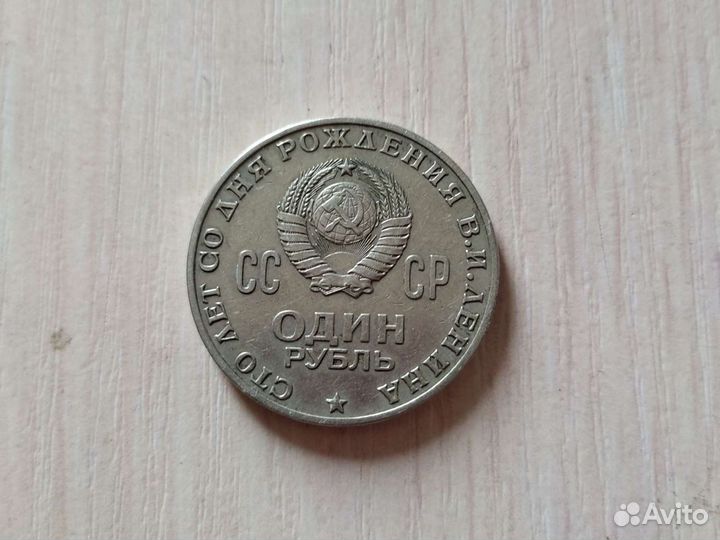 СТО ЛЕТ СО ДНЯ РОЖДЕНИЯ В.И.ЛЕНИНА
СС СР
ОДИН
РУБЛЬ
Avito